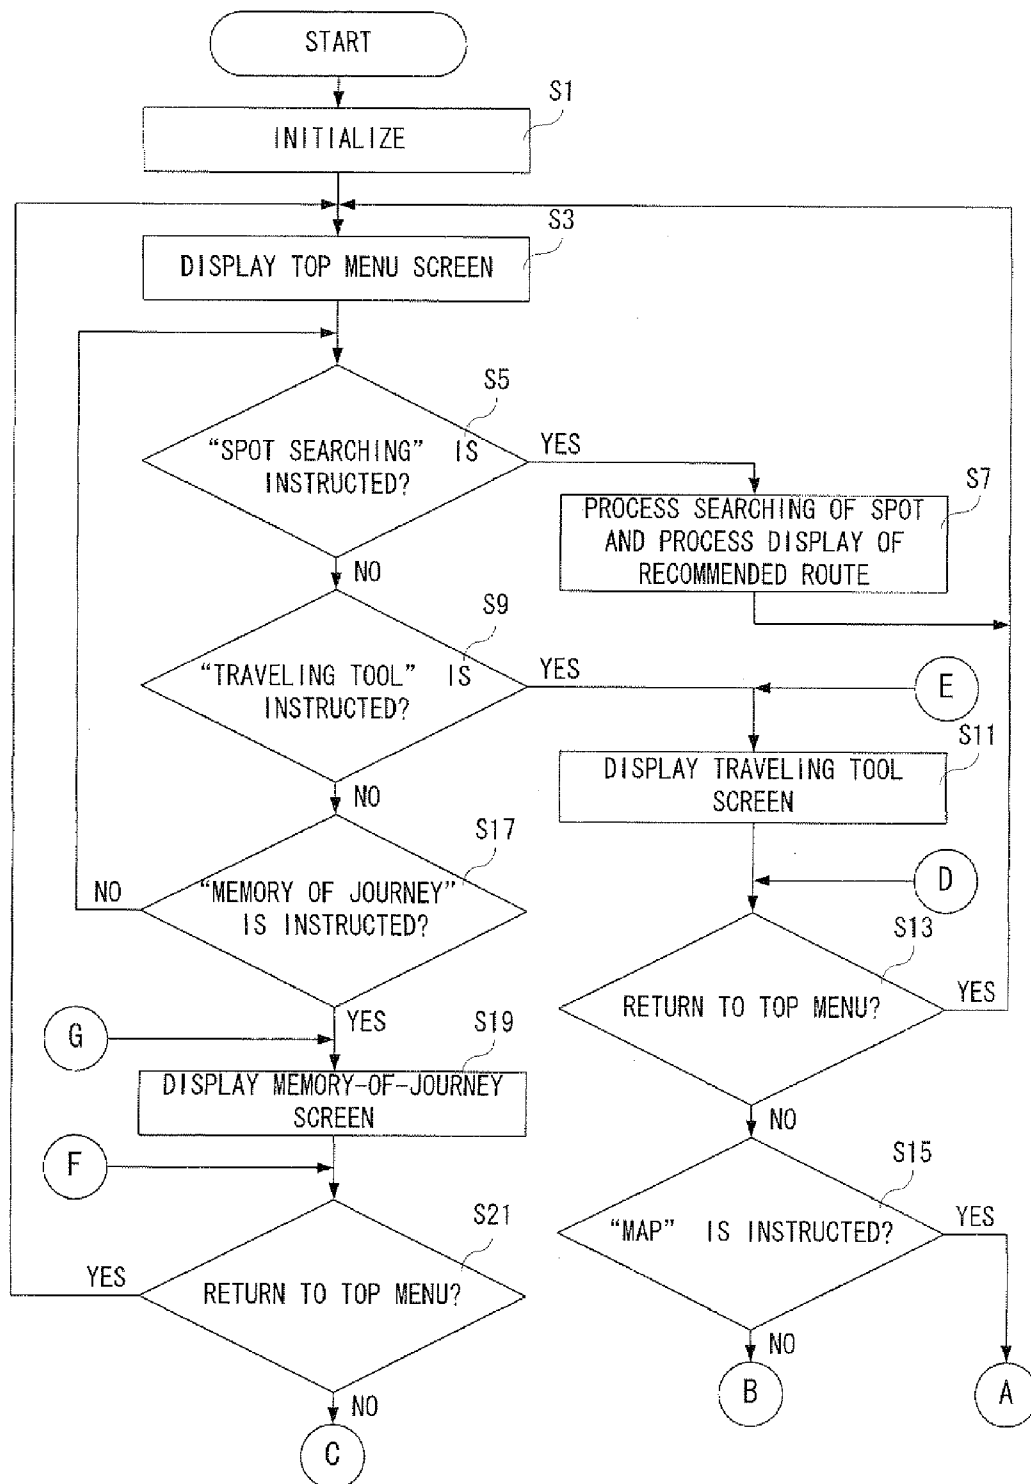 START
S1
INITIALIZE
S3
DISPLAY TOP MENU SCREEN
S5
“SPOT SEARCHING” IS
INSTRUCTED?
YES
NO
S7
PROCESS SEARCHING OF SPOT
AND PROCESS DISPLAY OF
RECOMMENDED ROUTE
S9
“TRAVELING TOOL” IS
INSTRUCTED?
YES
NO
E
S11
DISPLAY TRAVELING TOOL
SCREEN
S17
“MEMORY OF JOURNEY”
IS INSTRUCTED?
NO
YES
D
S13
RETURN TO TOP MENU?
YES
NO
G
S19
DISPLAY MEMORY-OF-JOURNEY
SCREEN
F
S15
“MAP” IS INSTRUCTED?
YES
NO
S21
RETURN TO TOP MENU?
YES
NO
B
A
C